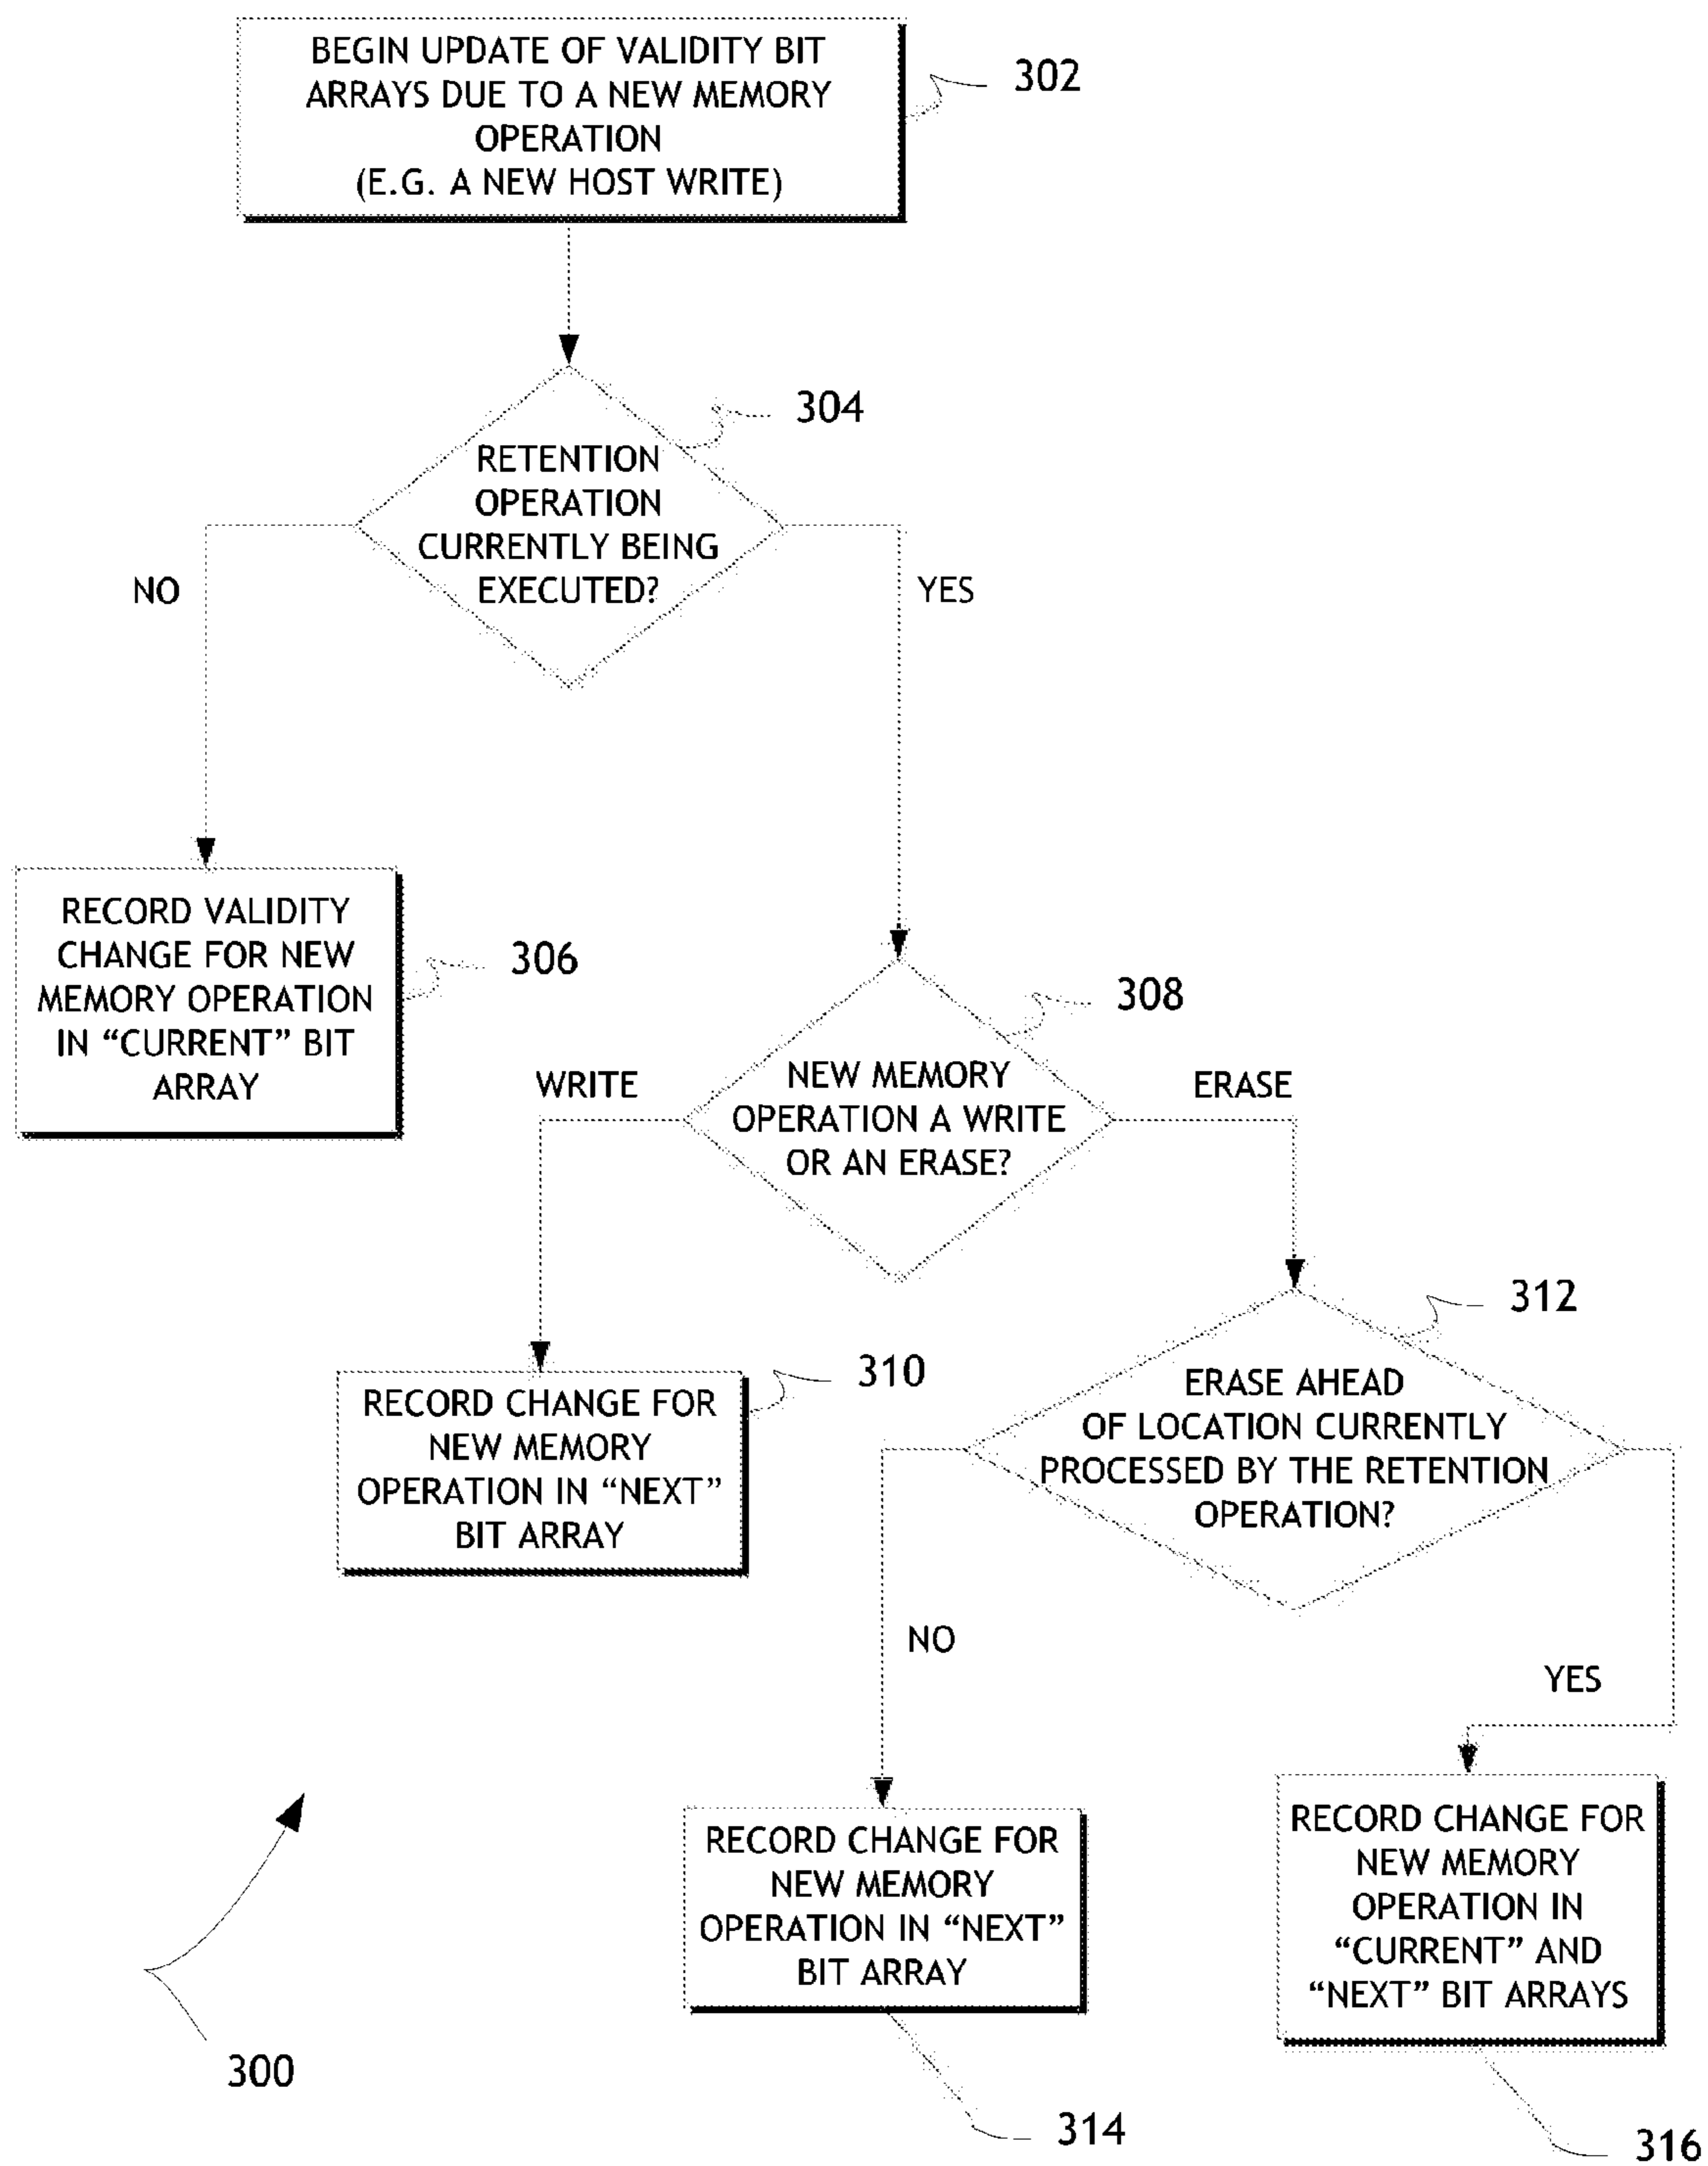 BEGIN UPDATE OF VALIDITY BIT
ARRAYS DUE TO A NEW MEMORY
OPERATION
(E.G. A NEW HOST WRITE)
302
304
RETENTION
OPERATION
CURRENTLY BEING
EXECUTED?
NO
YES
RECORD VALIDITY
CHANGE FOR NEW
MEMORY OPERATION
IN “CURRENT” BIT
ARRAY
306
308
NEW MEMORY
OPERATION A WRITE
OR AN ERASE?
WRITE
ERASE
310
RECORD CHANGE FOR
NEW MEMORY
OPERATION IN “NEXT”
BIT ARRAY
312
ERASE AHEAD
OF LOCATION CURRENTLY
PROCESSED BY THE RETENTION
OPERATION?
NO
YES
RECORD CHANGE FOR
NEW MEMORY
OPERATION IN “NEXT”
BIT ARRAY
314
RECORD CHANGE FOR
NEW MEMORY
OPERATION IN
“CURRENT” AND
“NEXT” BIT ARRAYS
316
300